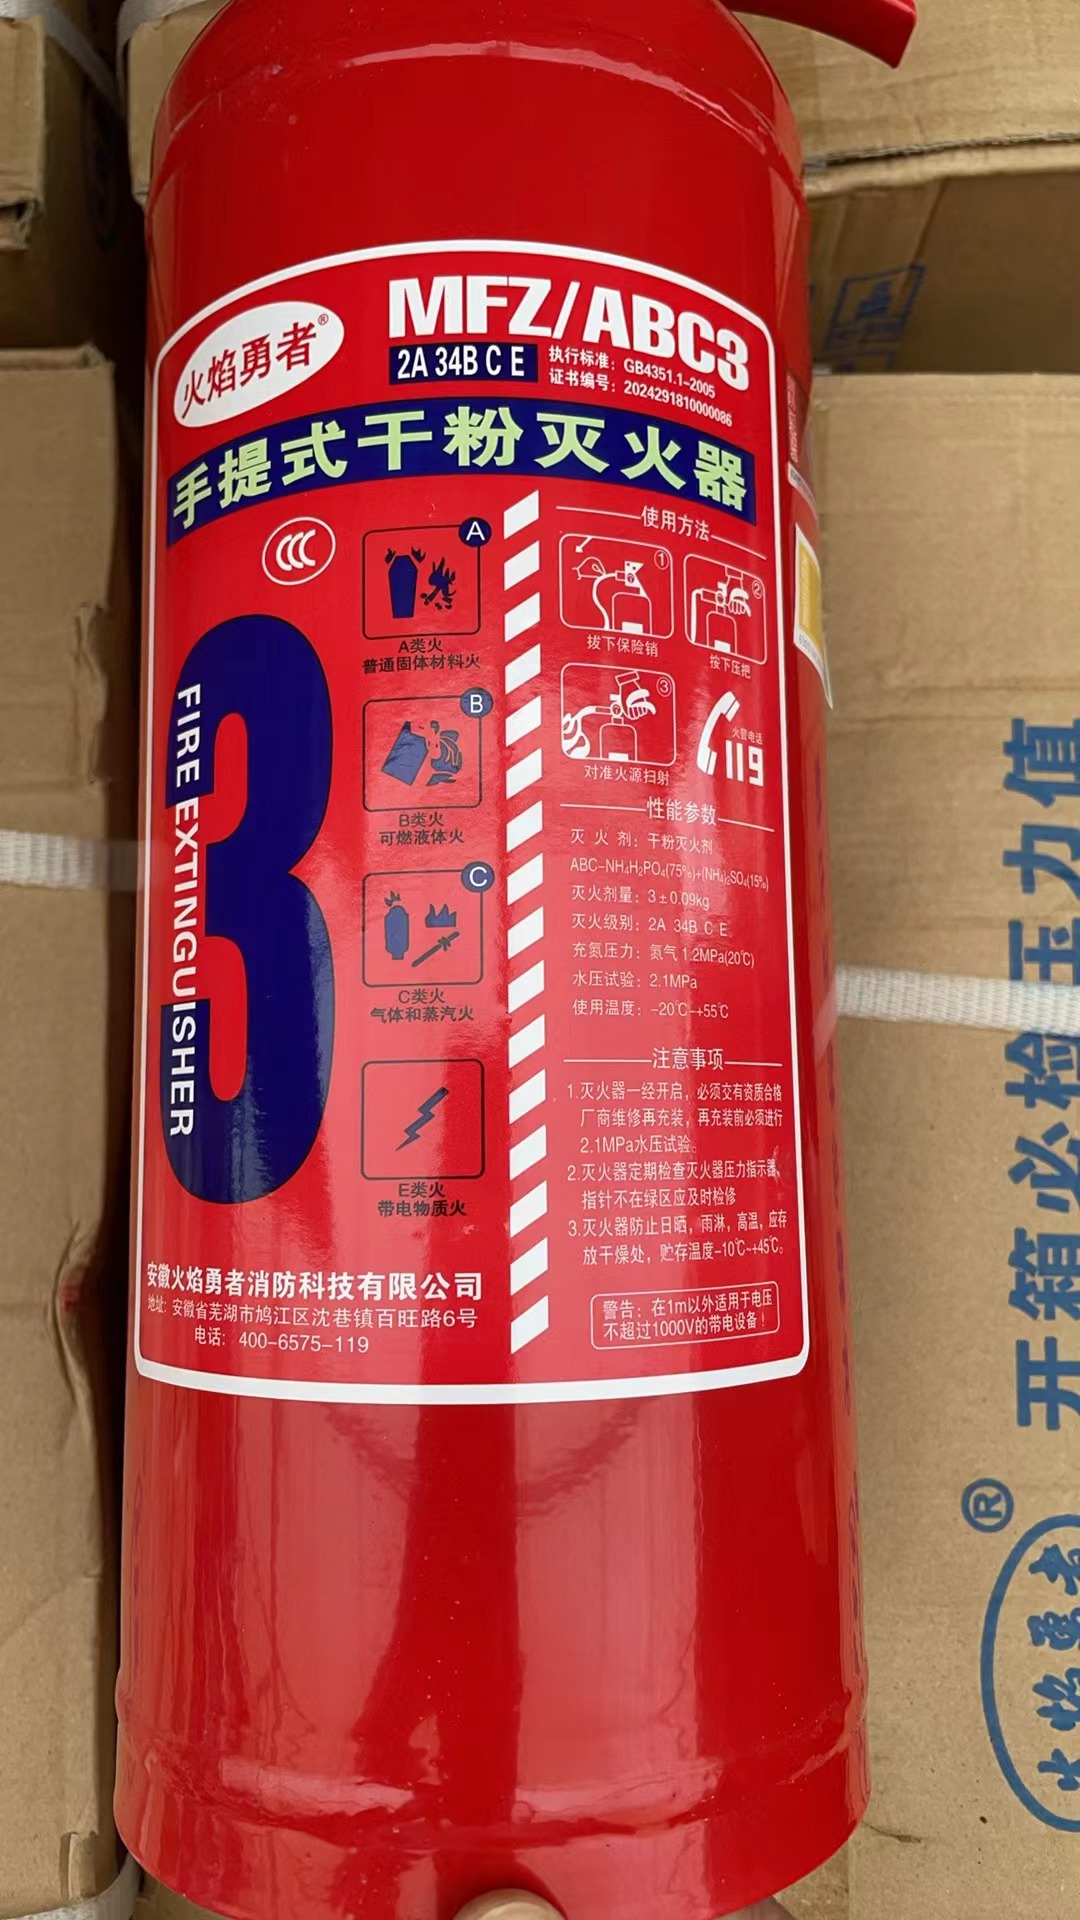 火焰勇者®
MFZ/ABC3
2A 34B C E
执行标准：GB4351.1-2005
证书编号：2024291810000086
手提式干粉灭火器
CCC
3
FIRE EXTINGUISHER
A
A类火
普通固体材料火
B
B类火
可燃液体火
C
C类火
气体和蒸汽火
E类火
带电物质火
使用方法
①
拔下保险销
②
按下压把
③
对准火源扫射
火警电话
119
性能参数
灭 火 剂：干粉灭火剂
ABC-NH₄H₂PO₄(75%)+(NH₄)₂SO₄(15%)
灭火剂量：3±0.09kg
灭火级别：2A 34B C E
充氮压力：氮气 1.2MPa(20℃)
水压试验：2.1MPa
使用温度：-20℃-+55℃
注意事项
1.灭火器一经开启，必须交有资质合格
厂商维修再充装，再充装前必须进行
2.1MPa水压试验。
2.灭火器定期检查灭火器压力指示器，
指针不在绿区应及时检修
3.灭火器防止日晒，雨淋，高温，应存
放干燥处，贮存温度-10℃~+45℃。
警告：在1m以外适用于电压
不超过1000V的带电设备！
安徽火焰勇者消防科技有限公司
地址：安徽省芜湖市鸠江区沈巷镇百旺路6号
电话：400-6575-119
开箱必检压力值
火焰勇者®